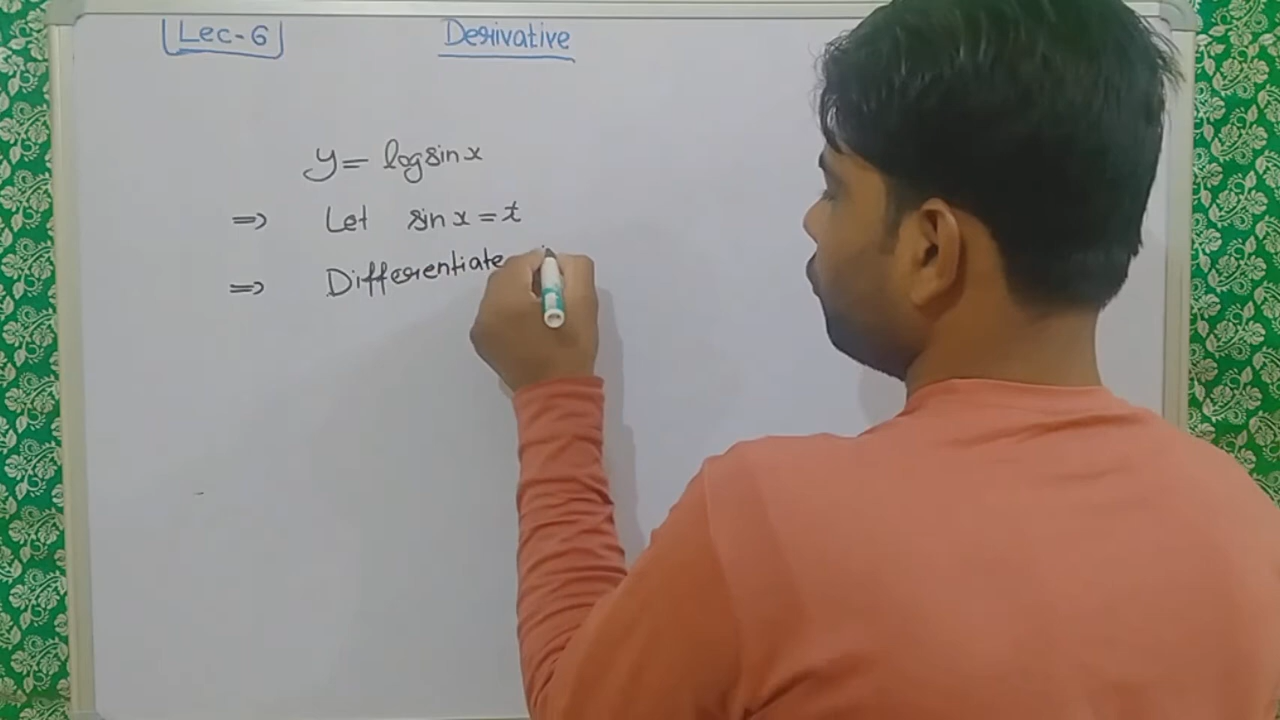 Lec-6
Derivative
y = log sin x
⇒ Let sin x = t
⇒ Differentiate